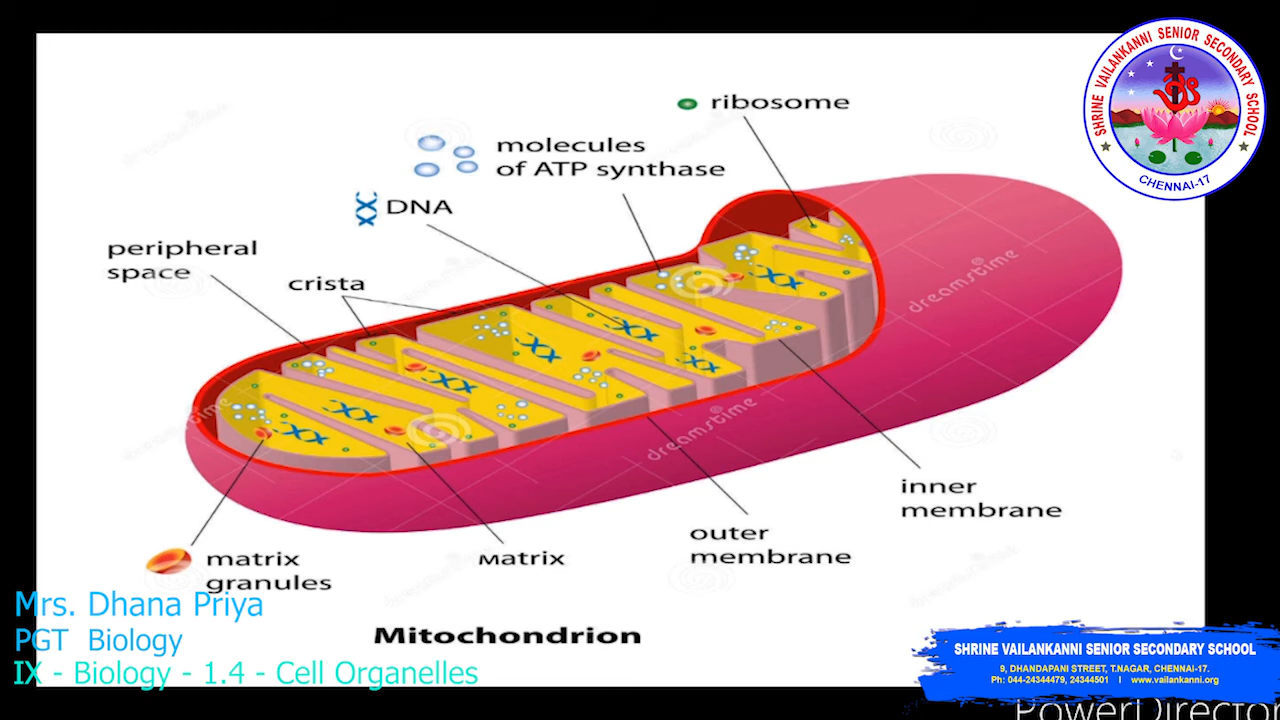 ribosome
molecules
of ATP synthase
DNA
peripheral
space
crista
inner
membrane
outer
membrane
matrix
matrix
granules
Mitochondrion
dreamstime
dreamstime
Mrs. Dhana Priya
PGT Biology
IX - Biology - 1.4 - Cell Organelles
SHRINE VAILANKANNI SENIOR SECONDARY SCHOOL
CHENNAI-17
SHRINE VAILANKANNI SENIOR SECONDARY SCHOOL
9, DHANDAPANI STREET, T.NAGAR, CHENNAI-17.
Ph: 044-24344479, 24344501 I www.vailankanni.org
PowerDirector